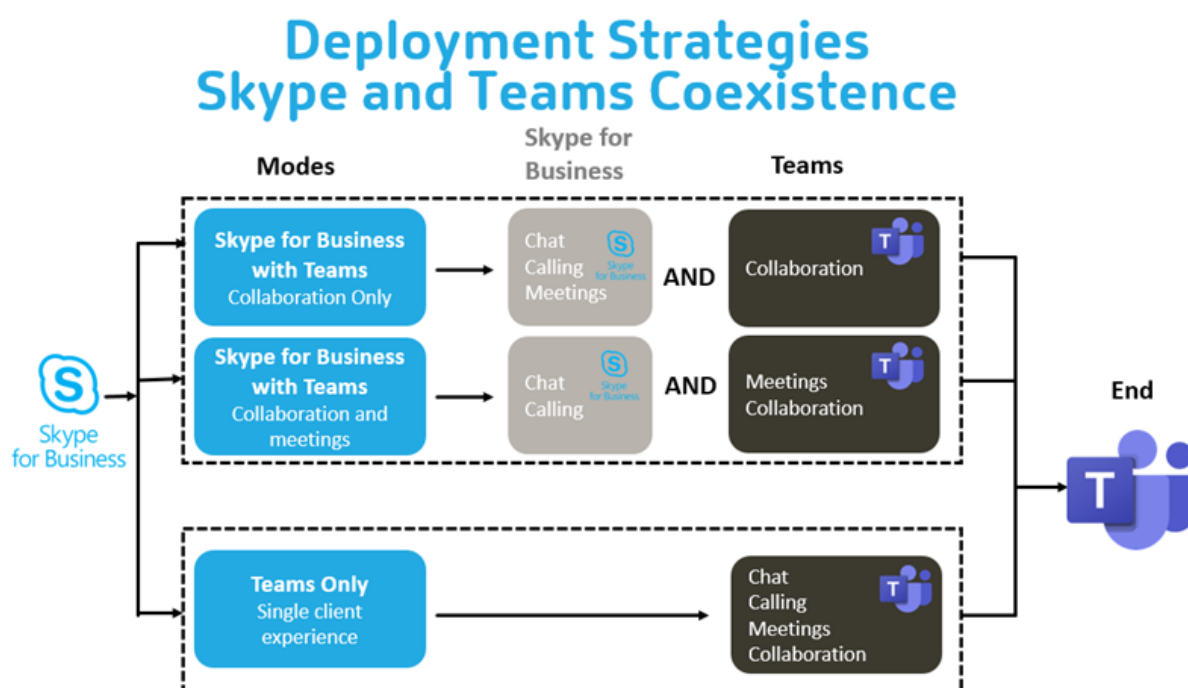 Deployment Strategies
Skype and Teams Coexistence
Modes
Skype for
Business
Teams
Skype for Business
with Teams
Collaboration Only
Chat
Calling
Meetings
S
Skype
for Business
AND
Collaboration
T
Skype for Business
with Teams
Collaboration and
meetings
Chat
Calling
S
Skype
for Business
AND
Meetings
Collaboration
T
S
Skype
for Business
End
T
Teams Only
Single client
experience
Chat
Calling
Meetings
Collaboration
T